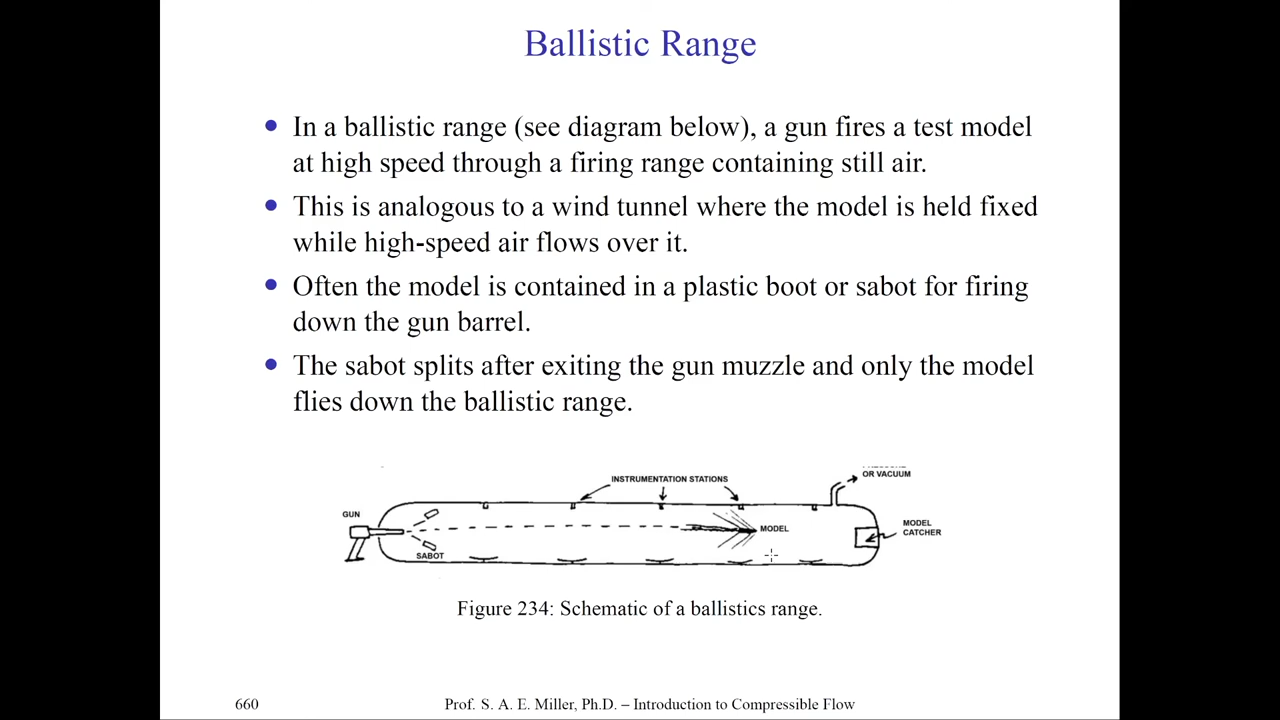 Ballistic Range
In a ballistic range (see diagram below), a gun fires a test model
at high speed through a firing range containing still air.
This is analogous to a wind tunnel where the model is held fixed
while high-speed air flows over it.
Often the model is contained in a plastic boot or sabot for firing
down the gun barrel.
The sabot splits after exiting the gun muzzle and only the model
flies down the ballistic range.
INSTRUMENTATION STATIONS
OR VACUUM
GUN
MODEL
MODEL
CATCHER
SABOT
Figure 234: Schematic of a ballistics range.
660
Prof. S. A. E. Miller, Ph.D. – Introduction to Compressible Flow